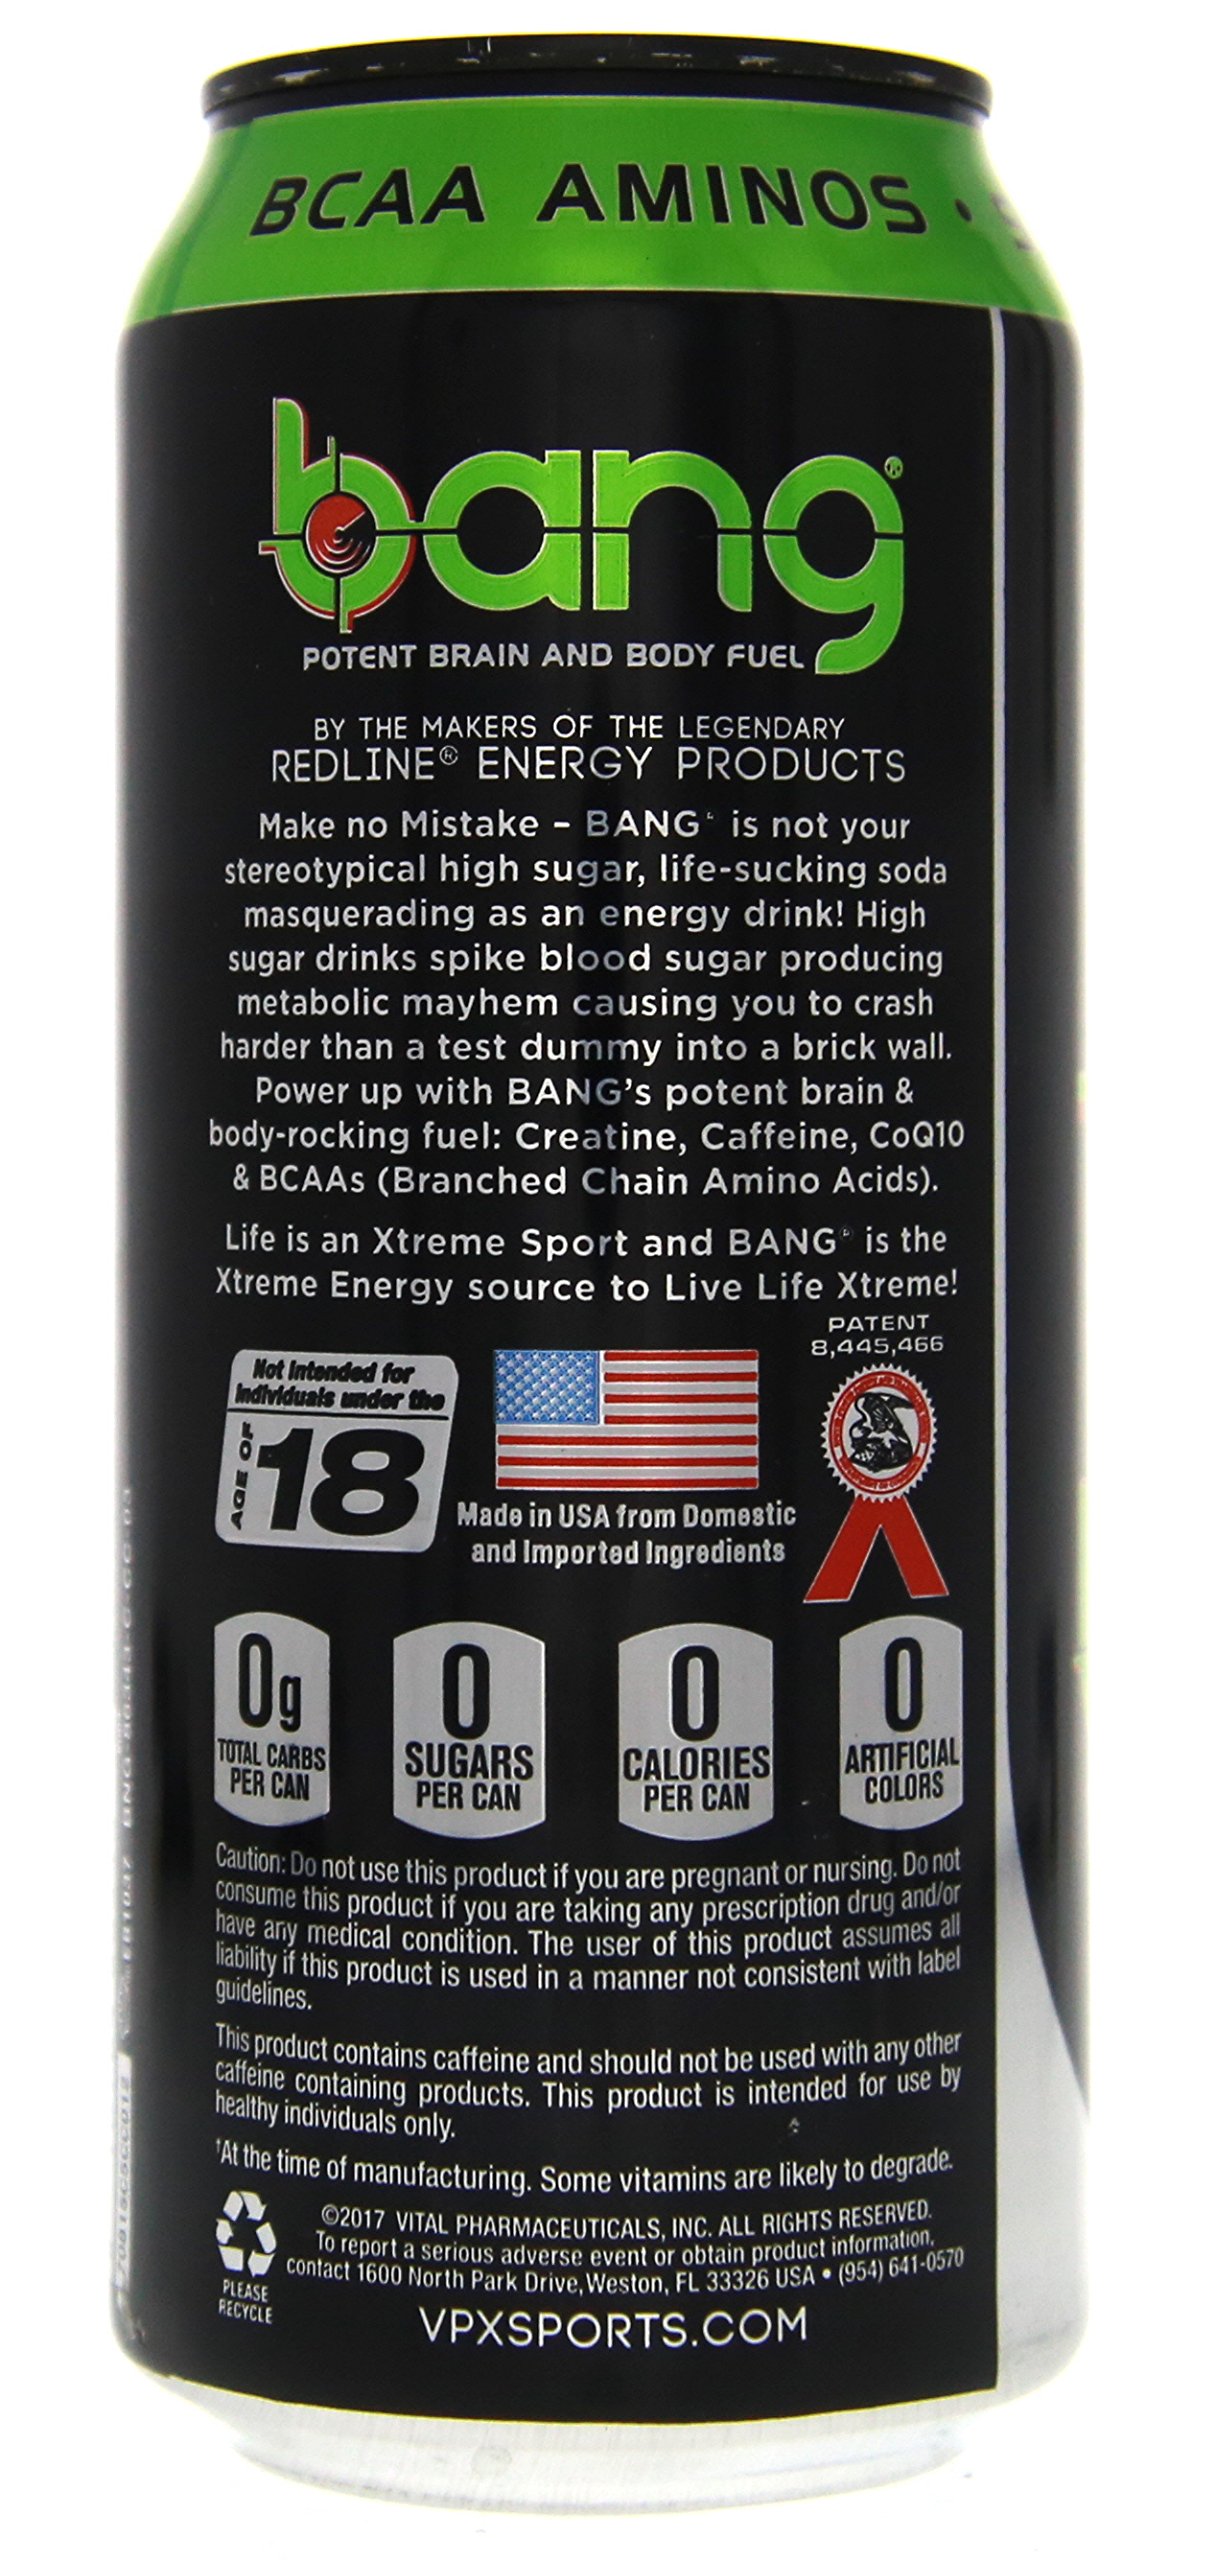 BCAA AMINOS •
bang®
POTENT BRAIN AND BODY FUEL
BY THE MAKERS OF THE LEGENDARY
REDLINE® ENERGY PRODUCTS
Make no Mistake – BANG® is not your
stereotypical high sugar, life-sucking soda
masquerading as an energy drink! High
sugar drinks spike blood sugar producing
metabolic mayhem causing you to crash
harder than a test dummy into a brick wall.
Power up with BANG's potent brain &
body-rocking fuel: Creatine, Caffeine, CoQ10
& BCAAs (Branched Chain Amino Acids).
Life is an Xtreme Sport and BANG® is the
Xtreme Energy source to Live Life Xtreme!
PATENT
8,445,466
Not intended for
individuals under the
AGE OF 18
Made in USA from Domestic
and Imported Ingredients
0g
TOTAL CARBS
PER CAN
0
SUGARS
PER CAN
0
CALORIES
PER CAN
0
ARTIFICIAL
COLORS
Caution: Do not use this product if you are pregnant or nursing. Do not
consume this product if you are taking any prescription drug and/or
have any medical condition. The user of this product assumes all
liability if this product is used in a manner not consistent with label
guidelines.
This product contains caffeine and should not be used with any other
caffeine containing products. This product is intended for use by
healthy individuals only.
†At the time of manufacturing. Some vitamins are likely to degrade.
©2017 VITAL PHARMACEUTICALS, INC. ALL RIGHTS RESERVED.
To report a serious adverse event or obtain product information,
contact 1600 North Park Drive, Weston, FL 33326 USA • (954) 641-0570
PLEASE
RECYCLE
VPXSPORTS.COM